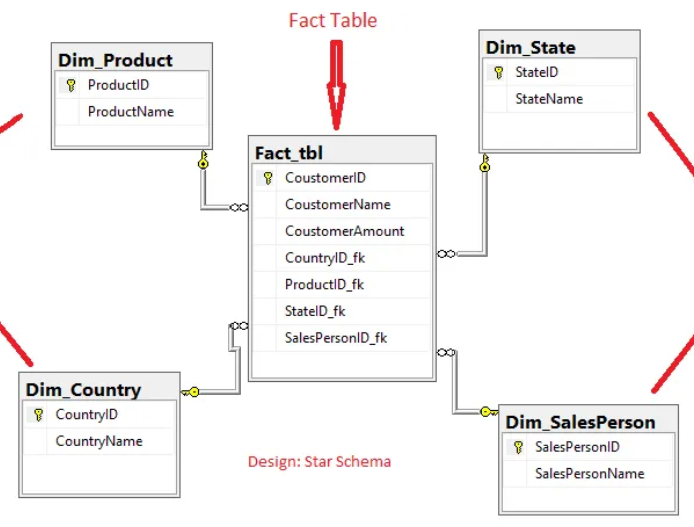 Fact Table
Dim_Product
ProductID
ProductName
Dim_State
StateID
StateName
Fact_tbl
CoustomerID
CoustomerName
CoustomerAmount
CountryID_fk
ProductID_fk
StateID_fk
SalesPersonID_fk
Dim_Country
CountryID
CountryName
Dim_SalesPerson
SalesPersonID
SalesPersonName
Design: Star Schema